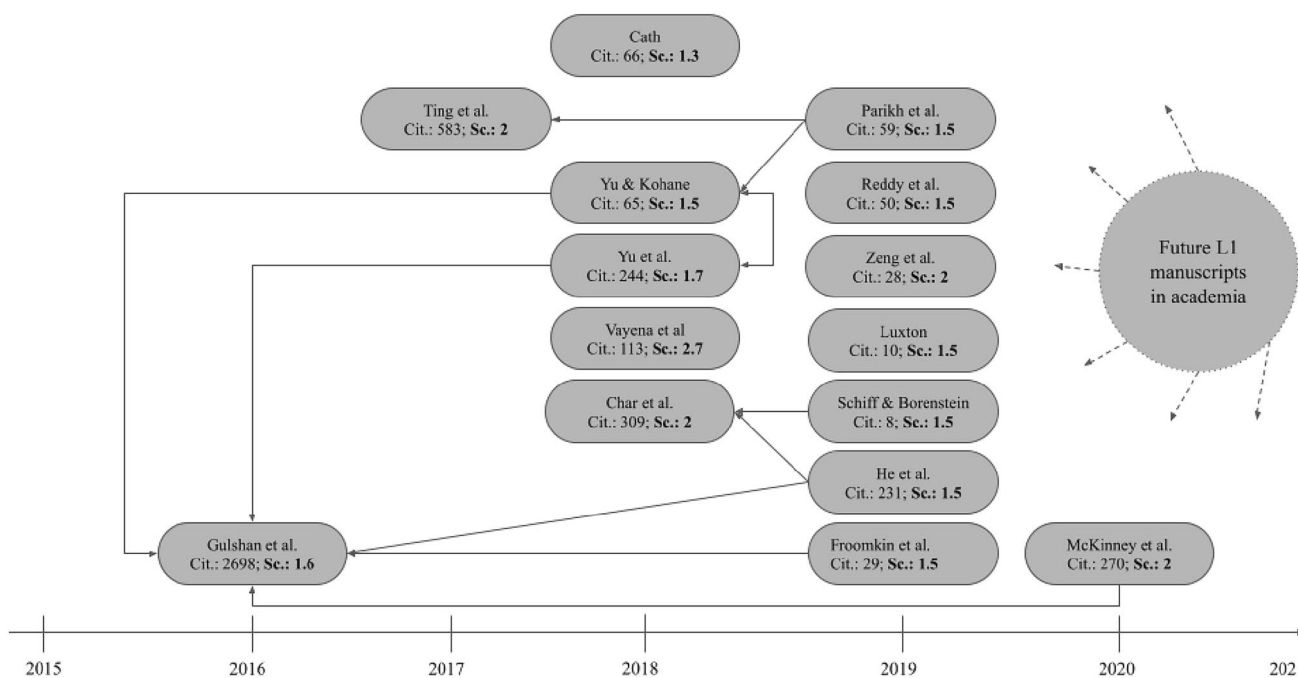 Cath
Cit.: 66; Sc.: 1.3
Ting et al.
Cit.: 583; Sc.: 2
Parikh et al.
Cit.: 59; Sc.: 1.5
Yu & Kohane
Cit.: 65; Sc.: 1.5
Reddy et al.
Cit.: 50; Sc.: 1.5
Yu et al.
Cit.: 244; Sc.: 1.7
Zeng et al.
Cit.: 28; Sc.: 2
Future L1
manuscripts
in academia
Vayena et al
Cit.: 113; Sc.: 2.7
Luxton
Cit.: 10; Sc.: 1.5
Char et al.
Cit.: 309; Sc.: 2
Schiff & Borenstein
Cit.: 8; Sc.: 1.5
He et al.
Cit.: 231; Sc.: 1.5
Gulshan et al.
Cit.: 2698; Sc.: 1.6
Froomkin et al.
Cit.: 29; Sc.: 1.5
McKinney et al.
Cit.: 270; Sc.: 2
2015 2016 2017 2018 2019 2020 202